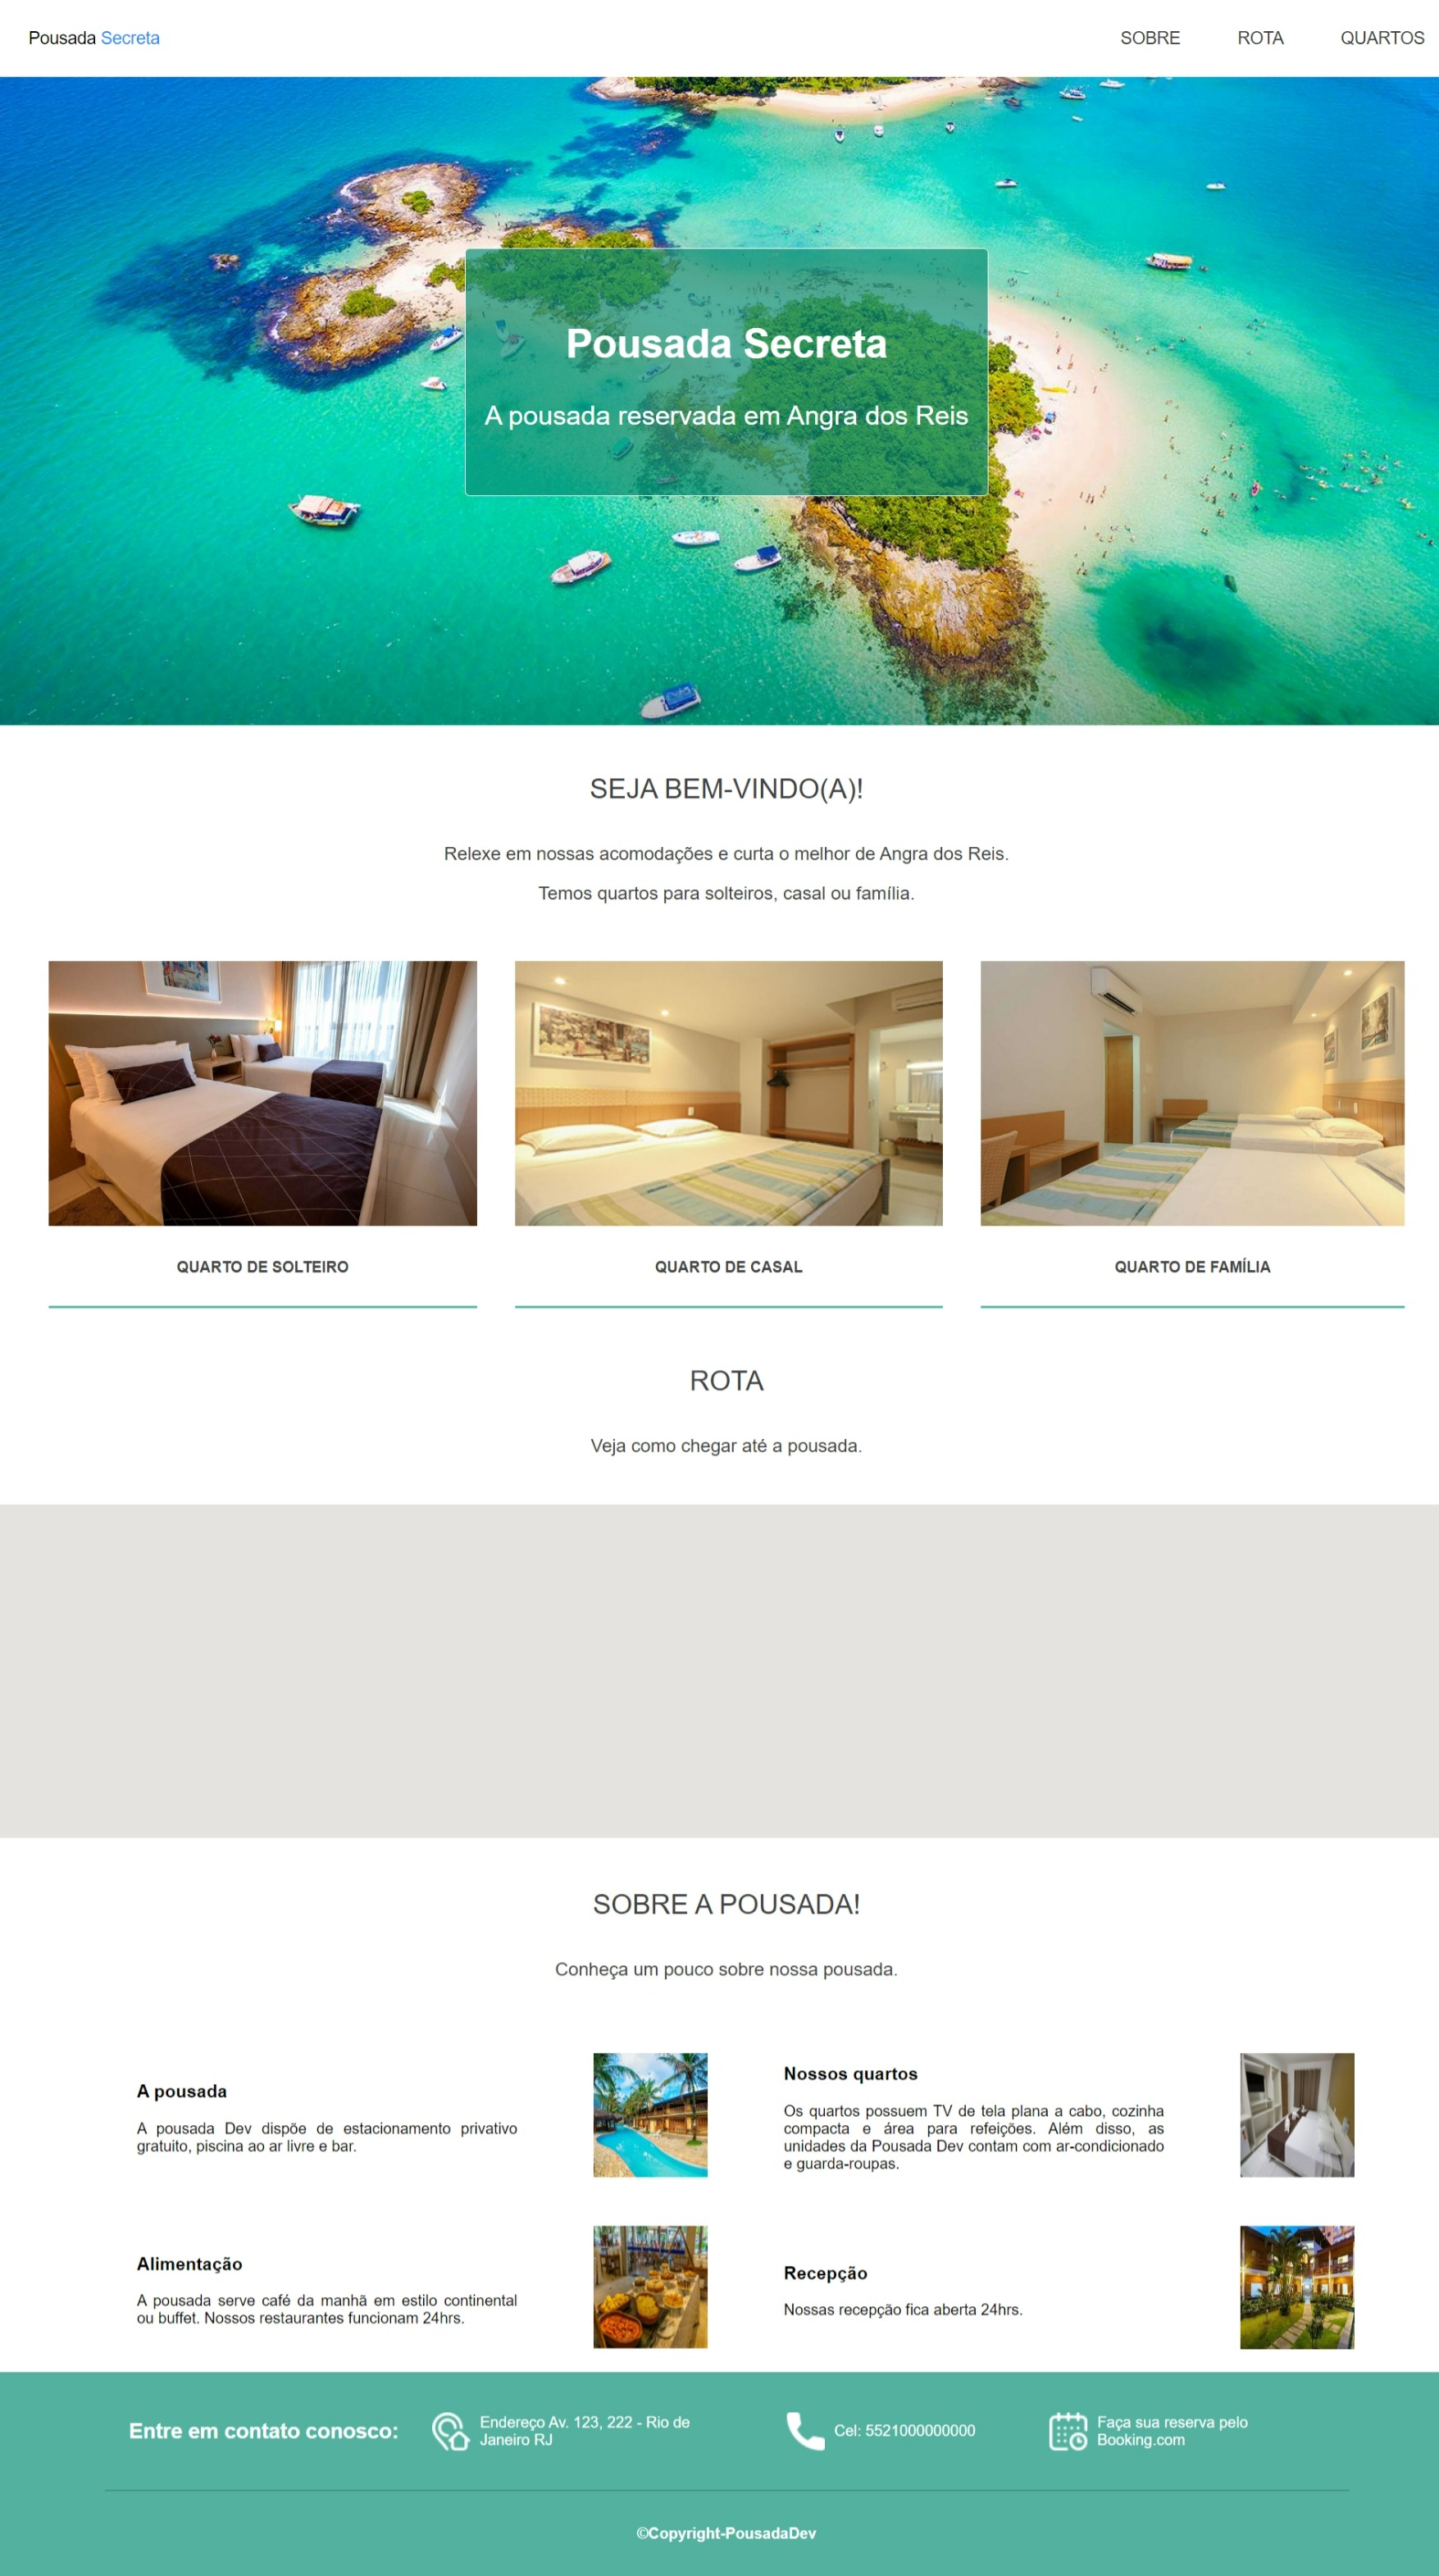 Pousada Secreta
SOBRE
ROTA
QUARTOS
Pousada Secreta
A pousada reservada em Angra dos Reis
SEJA BEM-VINDO(A)!
Relexe em nossas acomodações e curta o melhor de Angra dos Reis.
Temos quartos para solteiros, casal ou família.
QUARTO DE SOLTEIRO
QUARTO DE CASAL
QUARTO DE FAMÍLIA
ROTA
Veja como chegar até a pousada.
SOBRE A POUSADA!
Conheça um pouco sobre nossa pousada.
A pousada
A pousada Dev dispõe de estacionamento privativo
gratuito, piscina ao ar livre e bar.
Nossos quartos
Os quartos possuem TV de tela plana a cabo, cozinha
compacta e área para refeições. Além disso, as
unidades da Pousada Dev contam com ar-condicionado
e guarda-roupas.
Alimentação
A pousada serve café da manhã em estilo continental
ou buffet. Nossos restaurantes funcionam 24hrs.
Recepção
Nossas recepção fica aberta 24hrs.
Entre em contato conosco:
Endereço Av. 123, 222 - Rio de
Janeiro RJ
Cel: 5521000000000
Faça sua reserva pelo
Booking.com
©Copyright-PousadaDev